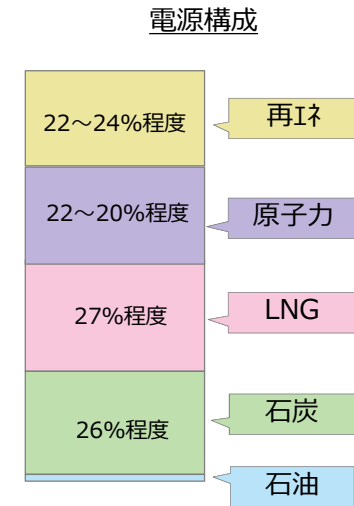 電源構成
22～24%程度
再ｴﾈ
22～20%程度
原子力
27%程度
LNG
26%程度
石炭
石油